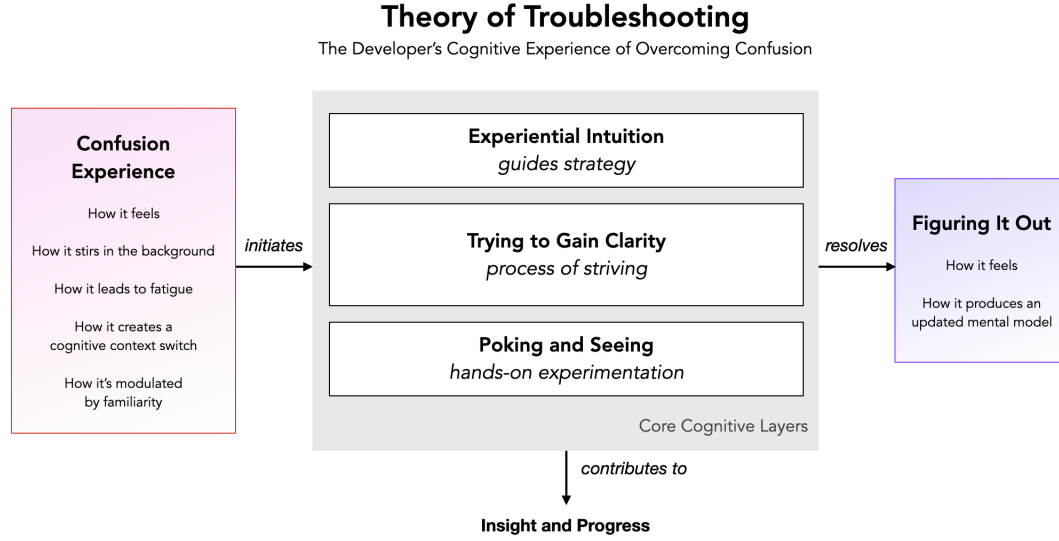 Theory of Troubleshooting
The Developer’s Cognitive Experience of Overcoming Confusion
Confusion
Experience
How it feels
How it stirs in the background
How it leads to fatigue
How it creates a
cognitive context switch
How it’s modulated
by familiarity
initiates
Experiential Intuition
guides strategy
Trying to Gain Clarity
process of striving
Poking and Seeing
hands-on experimentation
Core Cognitive Layers
resolves
Figuring It Out
How it feels
How it produces an
updated mental model
contributes to
Insight and Progress